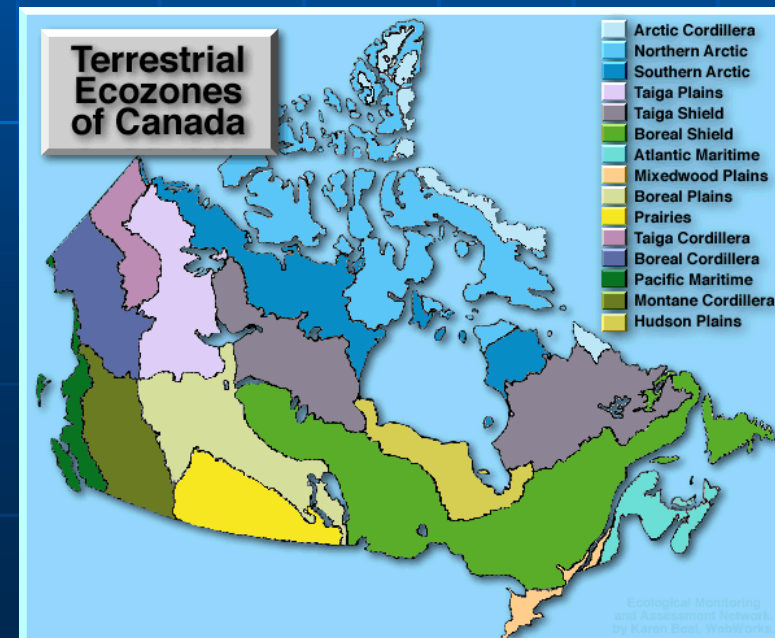 Terrestrial
Ecozones
of Canada
Arctic Cordillera
Northern Arctic
Southern Arctic
Taiga Plains
Taiga Shield
Boreal Shield
Atlantic Maritime
Mixedwood Plains
Boreal Plains
Prairies
Taiga Cordillera
Boreal Cordillera
Pacific Maritime
Montane Cordillera
Hudson Plains
Ecological Monitoring
and Assessment Network,
by Karne